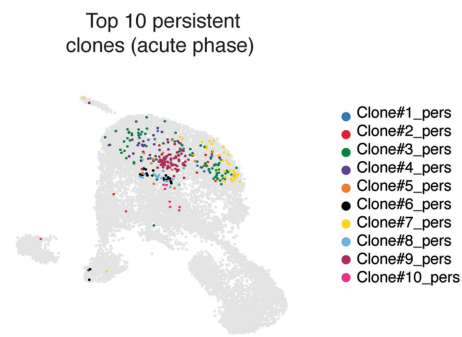 Top 10 persistent
clones (acute phase)
Clone#1_pers
Clone#2_pers
Clone#3_pers
Clone#4_pers
Clone#5_pers
Clone#6_pers
Clone#7_pers
Clone#8_pers
Clone#9_pers
Clone#10_pers